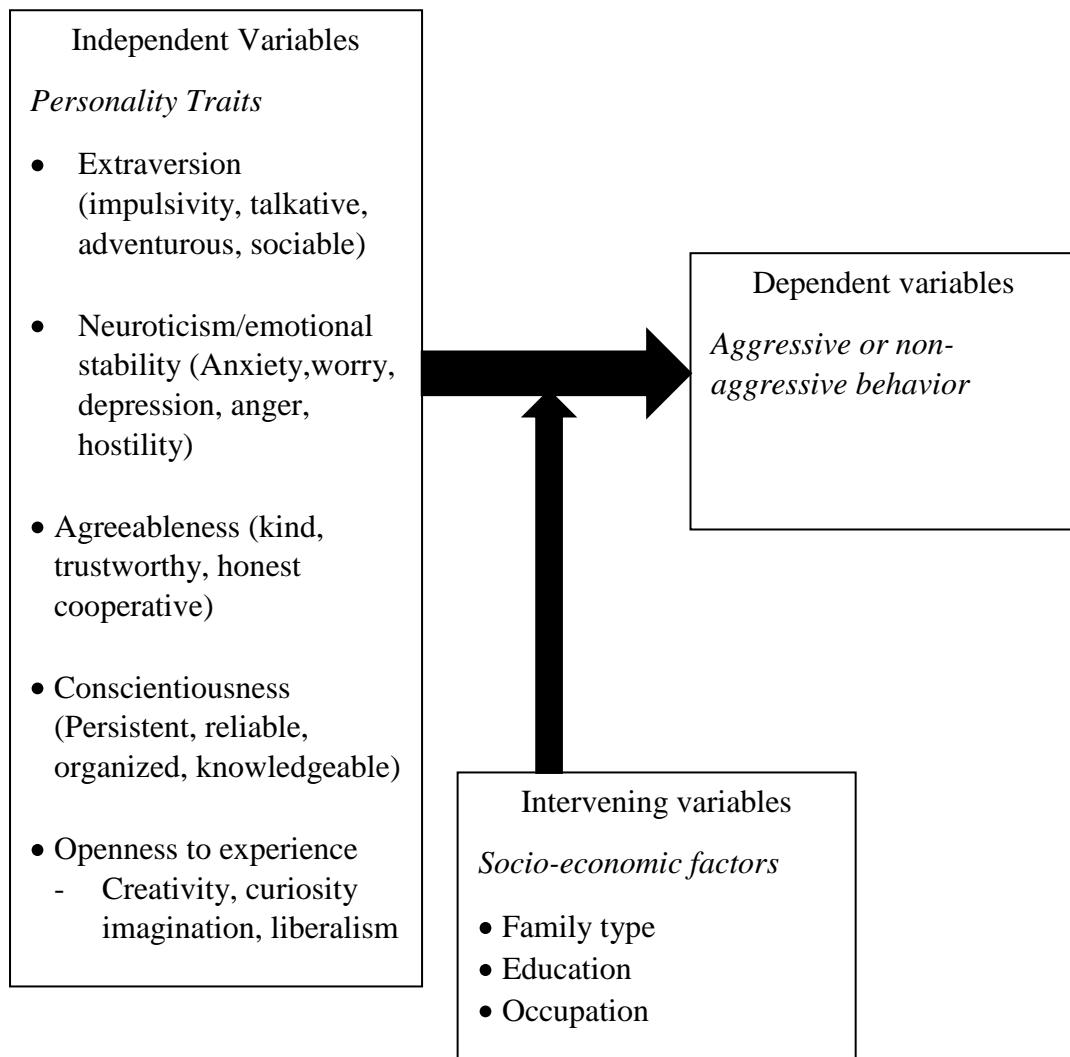 Independent Variables
Personality Traits
• Extraversion
(impulsivity, talkative,
adventurous, sociable)
• Neuroticism/emotional
stability (Anxiety,worry,
depression, anger,
hostility)
• Agreeableness (kind,
trustworthy, honest
cooperative)
• Conscientiousness
(Persistent, reliable,
organized, knowledgeable)
• Openness to experience
- Creativity, curiosity
imagination, liberalism
Dependent variables
Aggressive or non-
aggressive behavior
Intervening variables
Socio-economic factors
• Family type
• Education
• Occupation